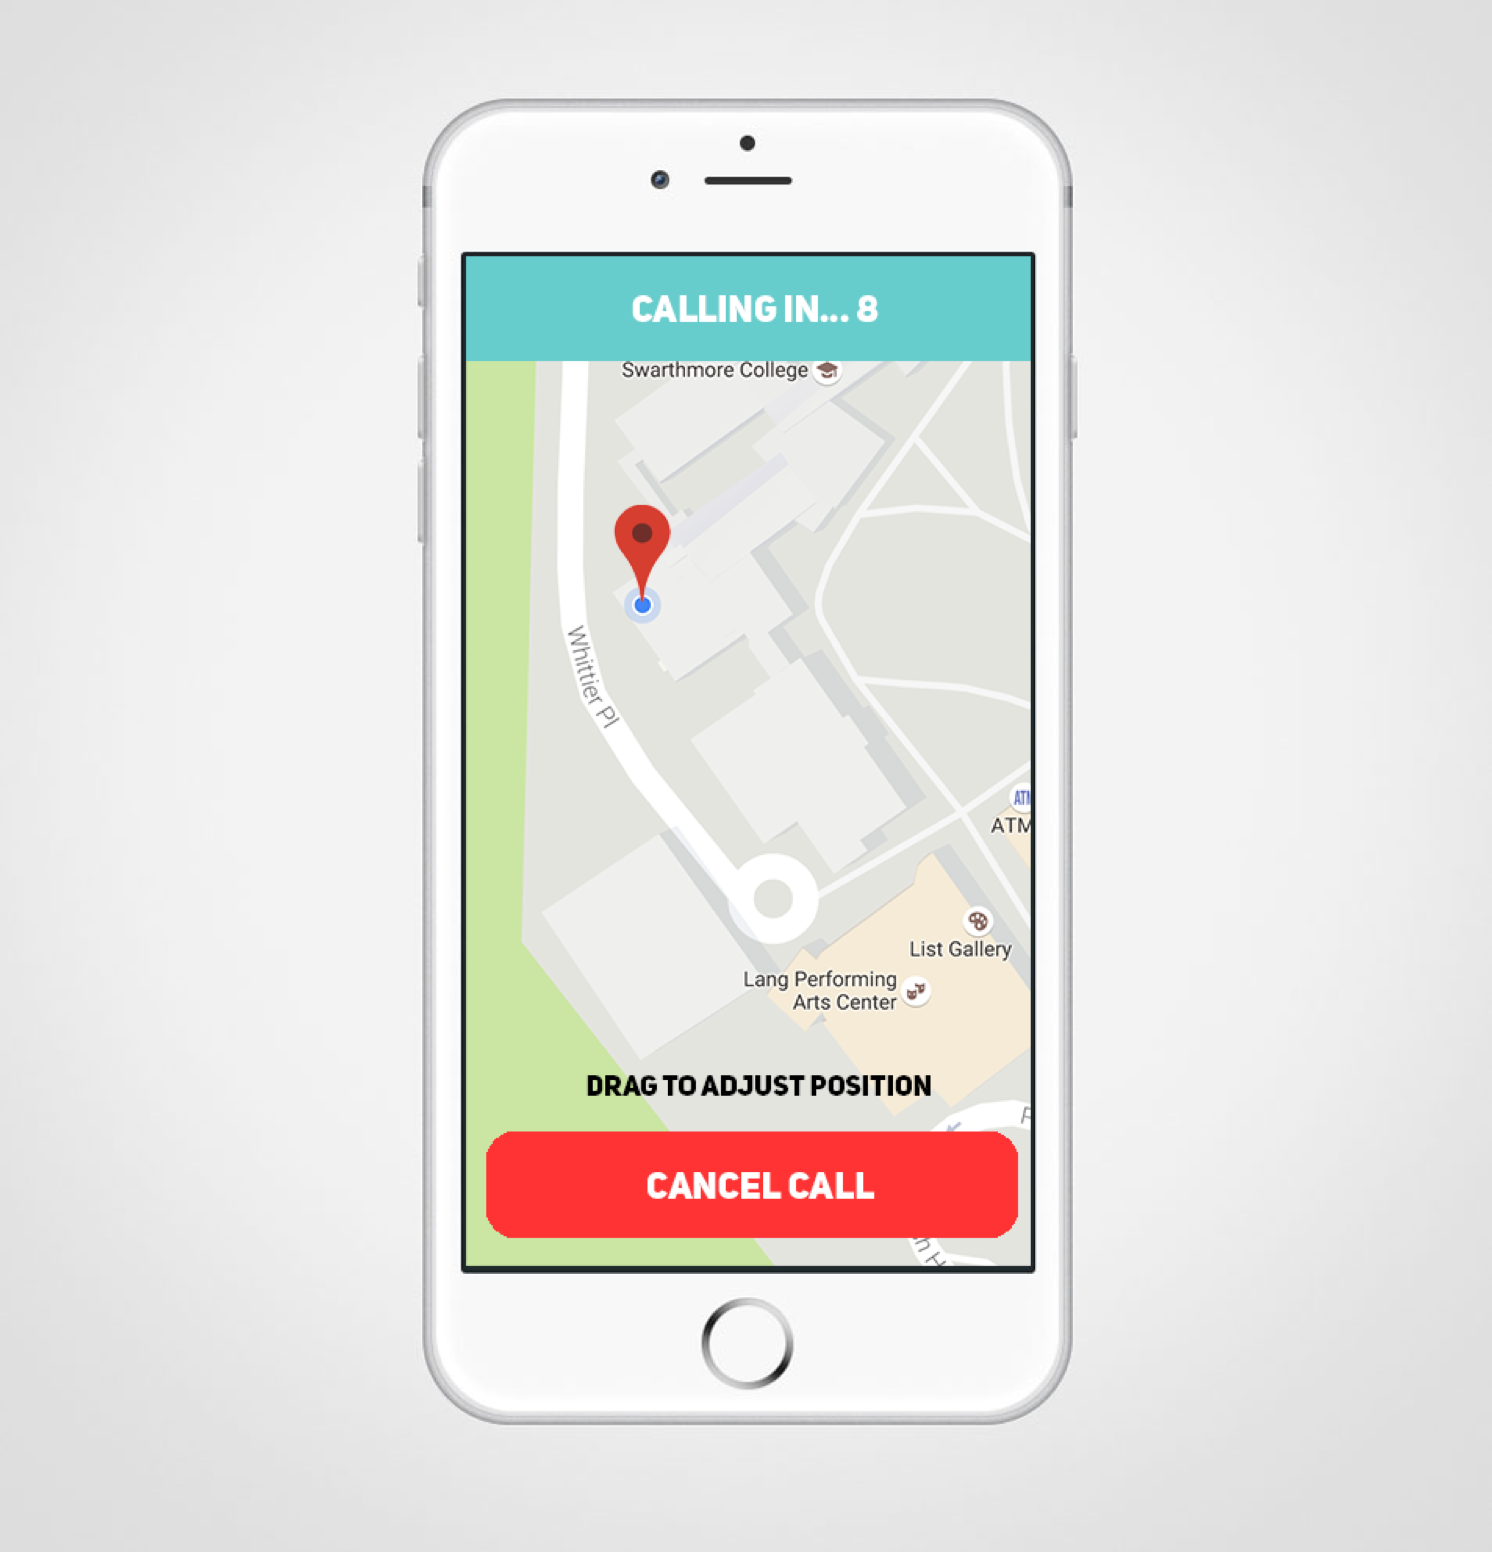 CALLING IN... 8
Swarthmore College
Whittier Pl
ATM
List Gallery
Lang Performing
Arts Center
DRAG TO ADJUST POSITION
CANCEL CALL